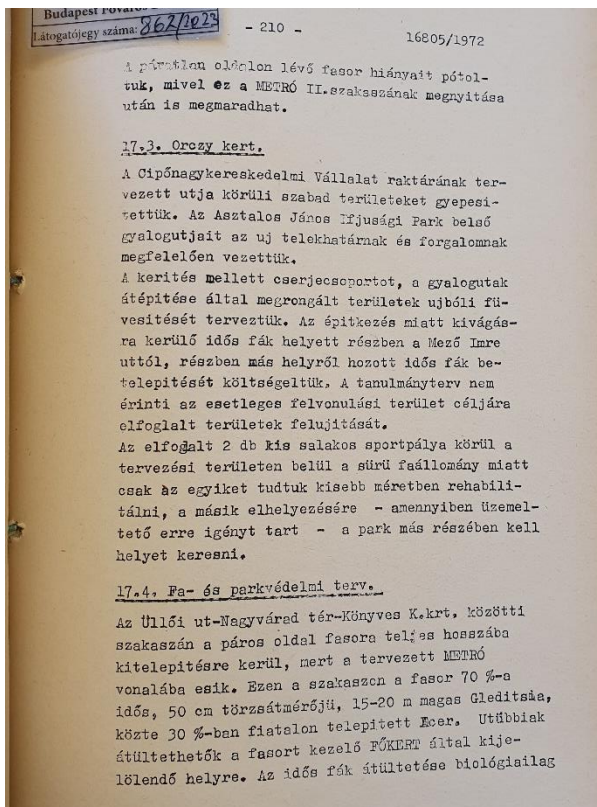 Budapest Főváros
Látogatójegy száma: 862/2023
- 210 -
16805/1972
A páratlan oldalon lévő fasor hiányait pótol-
tuk, mivel ez a METRÓ II.szakaszának megnyitása
után is megmaradhat.
17.3. Orczy kert.
A Cipőnagykereskedelmi Vállalat raktárának ter-
vezett utja körüli szabad területeket gyepesi-
tettük. Az Asztalos János Ifjusági Park belső
gyalogutjait az uj telekhatárnak és forgalomnak
megfelelően vezettük.
A kerités mellett cserjecsoportot, a gyalogutak
átépitése által megrongált területek ujbóli fü-
vesitését terveztük. Az épitkezés miatt kivágás-
ra kerülő idős fák helyett részben a Mező Imre
uttól, részben más helyről hozott idős fák be-
telepitését költségeltük. A tanulmányterv nem
érinti az esetleges felvonulási terület céljára
elfoglalt területek felujitását.
Az elfoglalt 2 db kis salakos sportpálya körül a
tervezési területen belül a sürü faállomány miatt
csak az egyiket tudtuk kisebb méretben rehabili-
tálni, a másik elhelyezésére - amennyiben üzemel-
tető erre igényt tart - a park más részében kell
helyet keresni.
17.4. Fa- és parkvédelmi terv.
Az Üllői ut-Nagyvárad tér-Könyves K.krt. közötti
szakaszán a páros oldal fasora teljes hosszába
kitelepitésre kerül, mert a tervezett METRÓ
vonalába esik. Ezen a szakaszon a fasor 70 %-a
idős, 50 cm törzsátmérőjü, 15-20 m magas Gleditsia,
közte 30 %-ban fiatalon telepitett Acer. Utübbiak
átültethetők a fasort kezelő FŐKERT által kije-
lölendő helyre. Az idős fák átültetése biológiailag